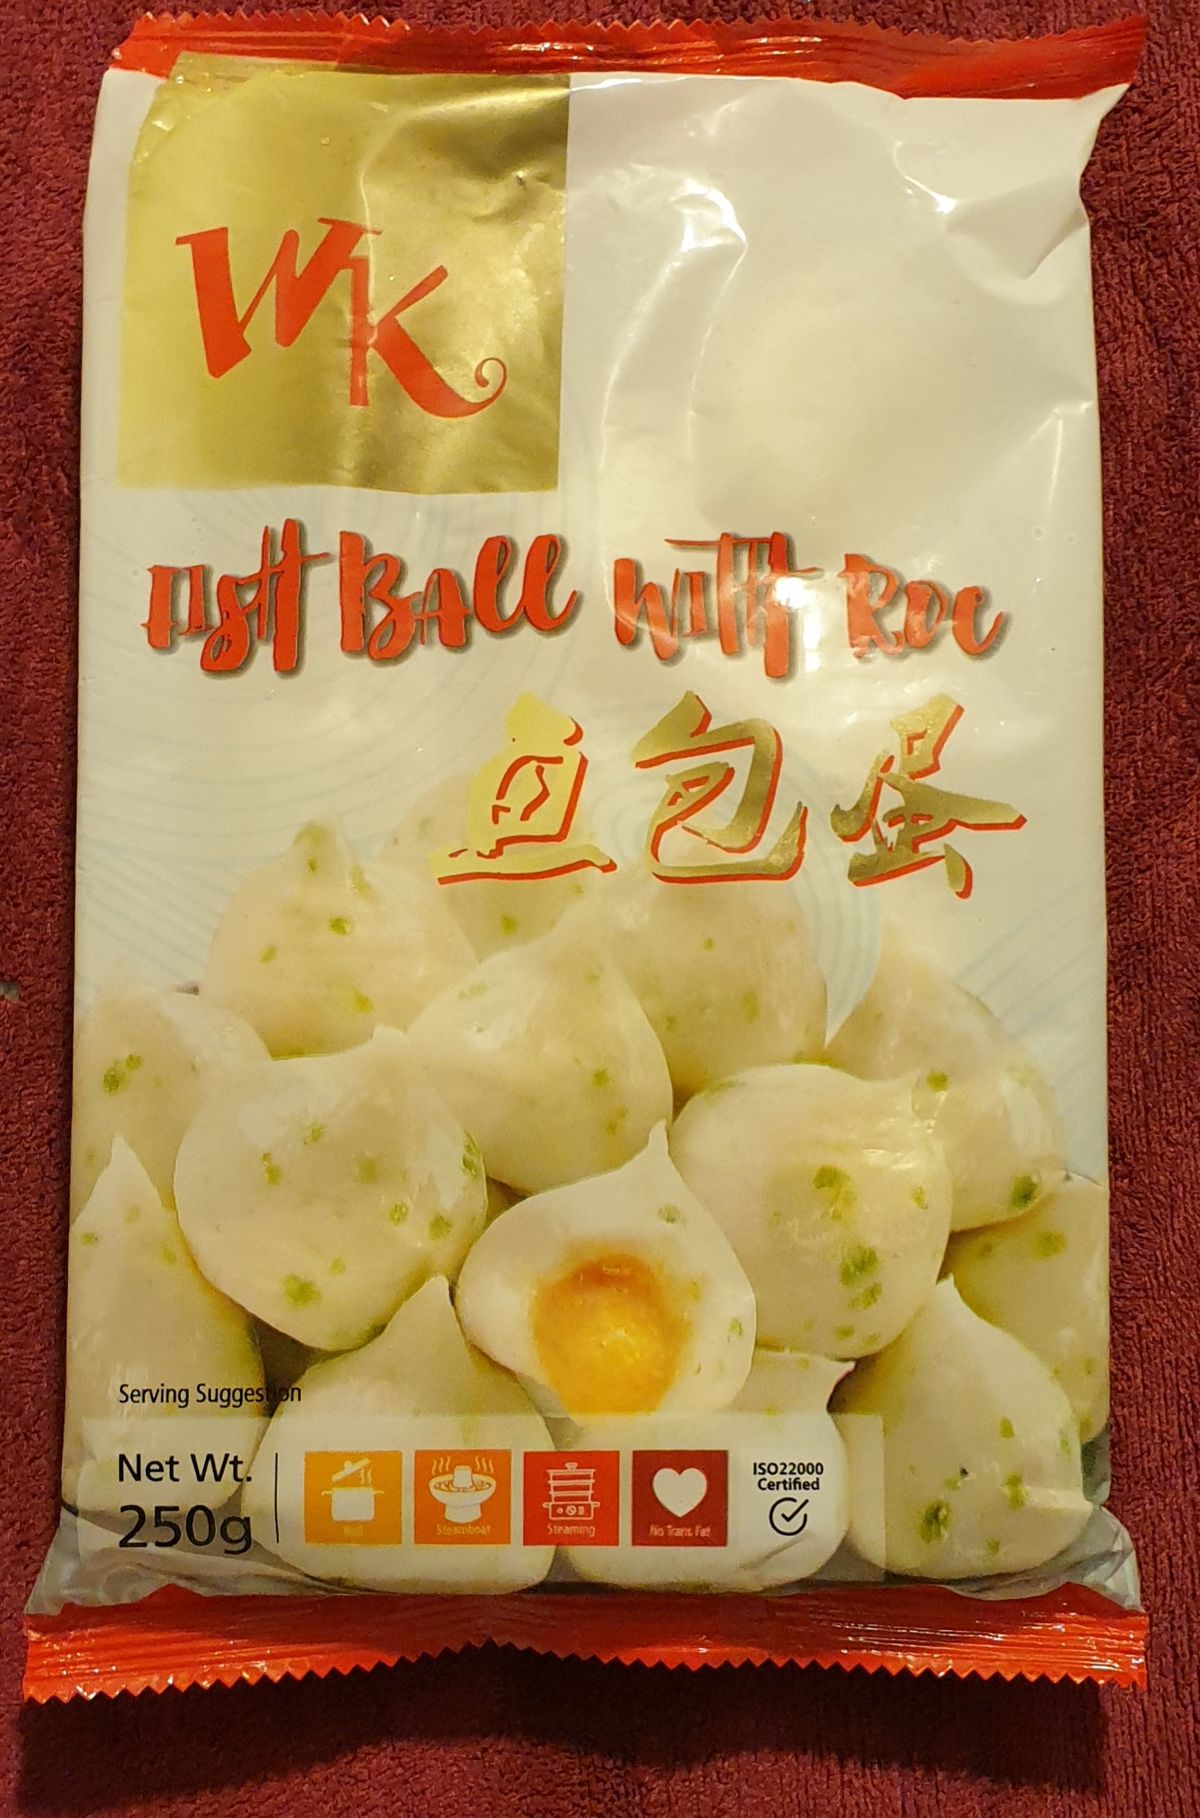 WK
Fish Ball with Roe
鱼包蛋
Serving Suggestion
Net Wt.
250g
Boil
Steamboat
Steaming
No Trans Fat
ISO22000
Certified